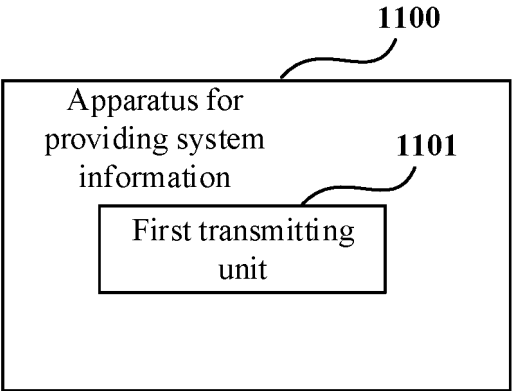 1100
Apparatus for
providing system
information
1101
First transmitting
unit